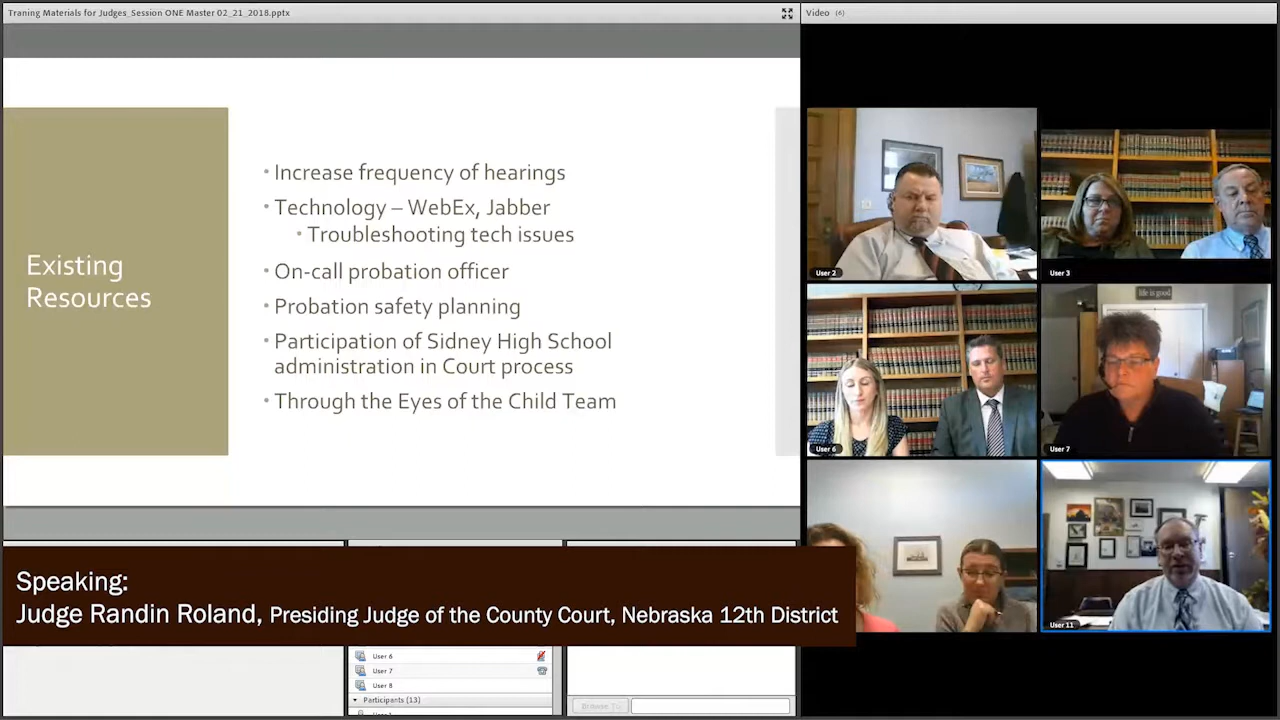 Traning Materials for Judges_Session ONE Master 02_21_2018.pptx
Video (6)
Existing
Resources
• Increase frequency of hearings
• Technology – WebEx, Jabber
• Troubleshooting tech issues
• On-call probation officer
• Probation safety planning
• Participation of Sidney High School
administration in Court process
• Through the Eyes of the Child Team
User 2
User 3
life is good
User 6
User 7
User 11
Speaking:
Judge Randin Roland, Presiding Judge of the County Court, Nebraska 12th District
User 6
User 7
User 8
Participants (13)